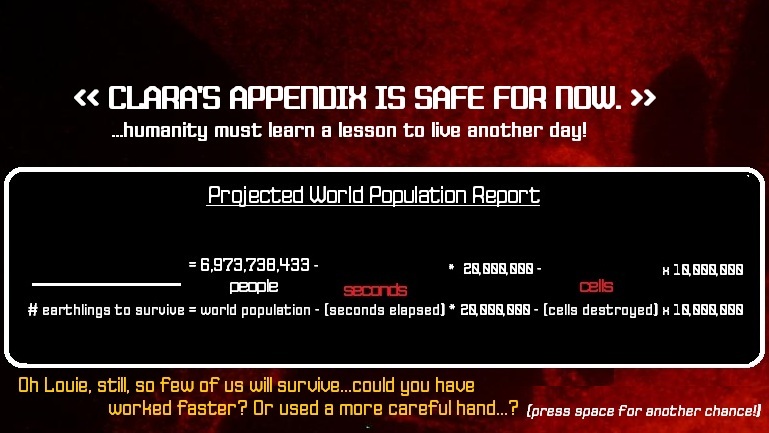 << CLARA'S APPENDIX IS SAFE FOR NOW. >>
...humanity must learn a lesson to live another day!
Projected World Population Report
= 6,973,738,433 - * 20,000,000 - x 10,000,000
people seconds cells
# earthlings to survive = world population - (seconds elapsed) * 20,000,000 - (cells destroyed) x 10,000,000
Oh Louie, still, so few of us will survive...could you have
worked faster? Or used a more careful hand...? (press space for another chance!)